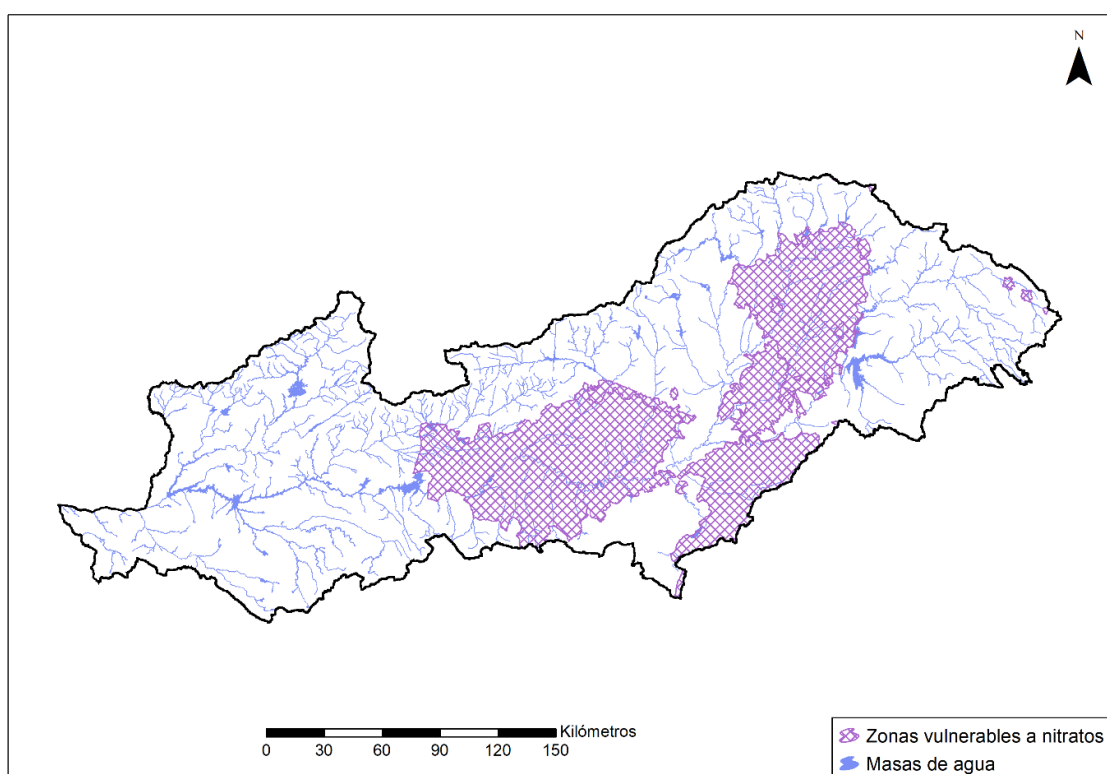 N
Kilómetros
0 30 60 90 120 150
Zonas vulnerables a nitratos
Masas de agua